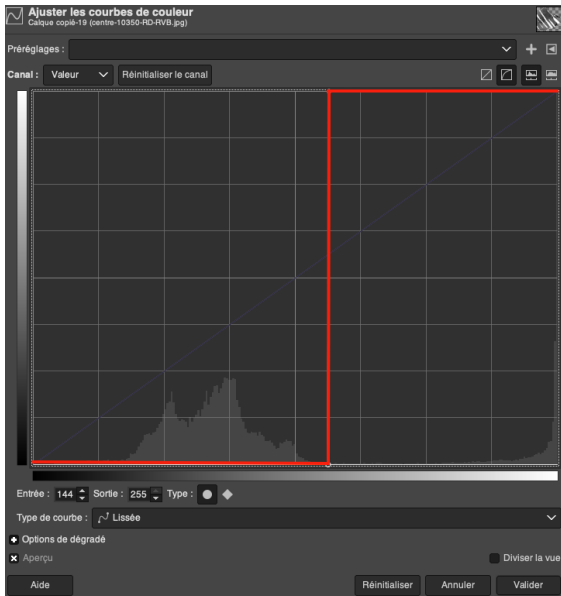 Ajuster les courbes de couleur
Calque copié-19 (centre-10350-RD-RVB.jpg)
Préréglages :
Canal : Valeur Réinitialiser le canal
Entrée : 144 Sortie : 255 Type :
Type de courbe : Lissée
Options de dégradé
Aperçu Diviser la vue
Aide Réinitialiser Annuler Valider